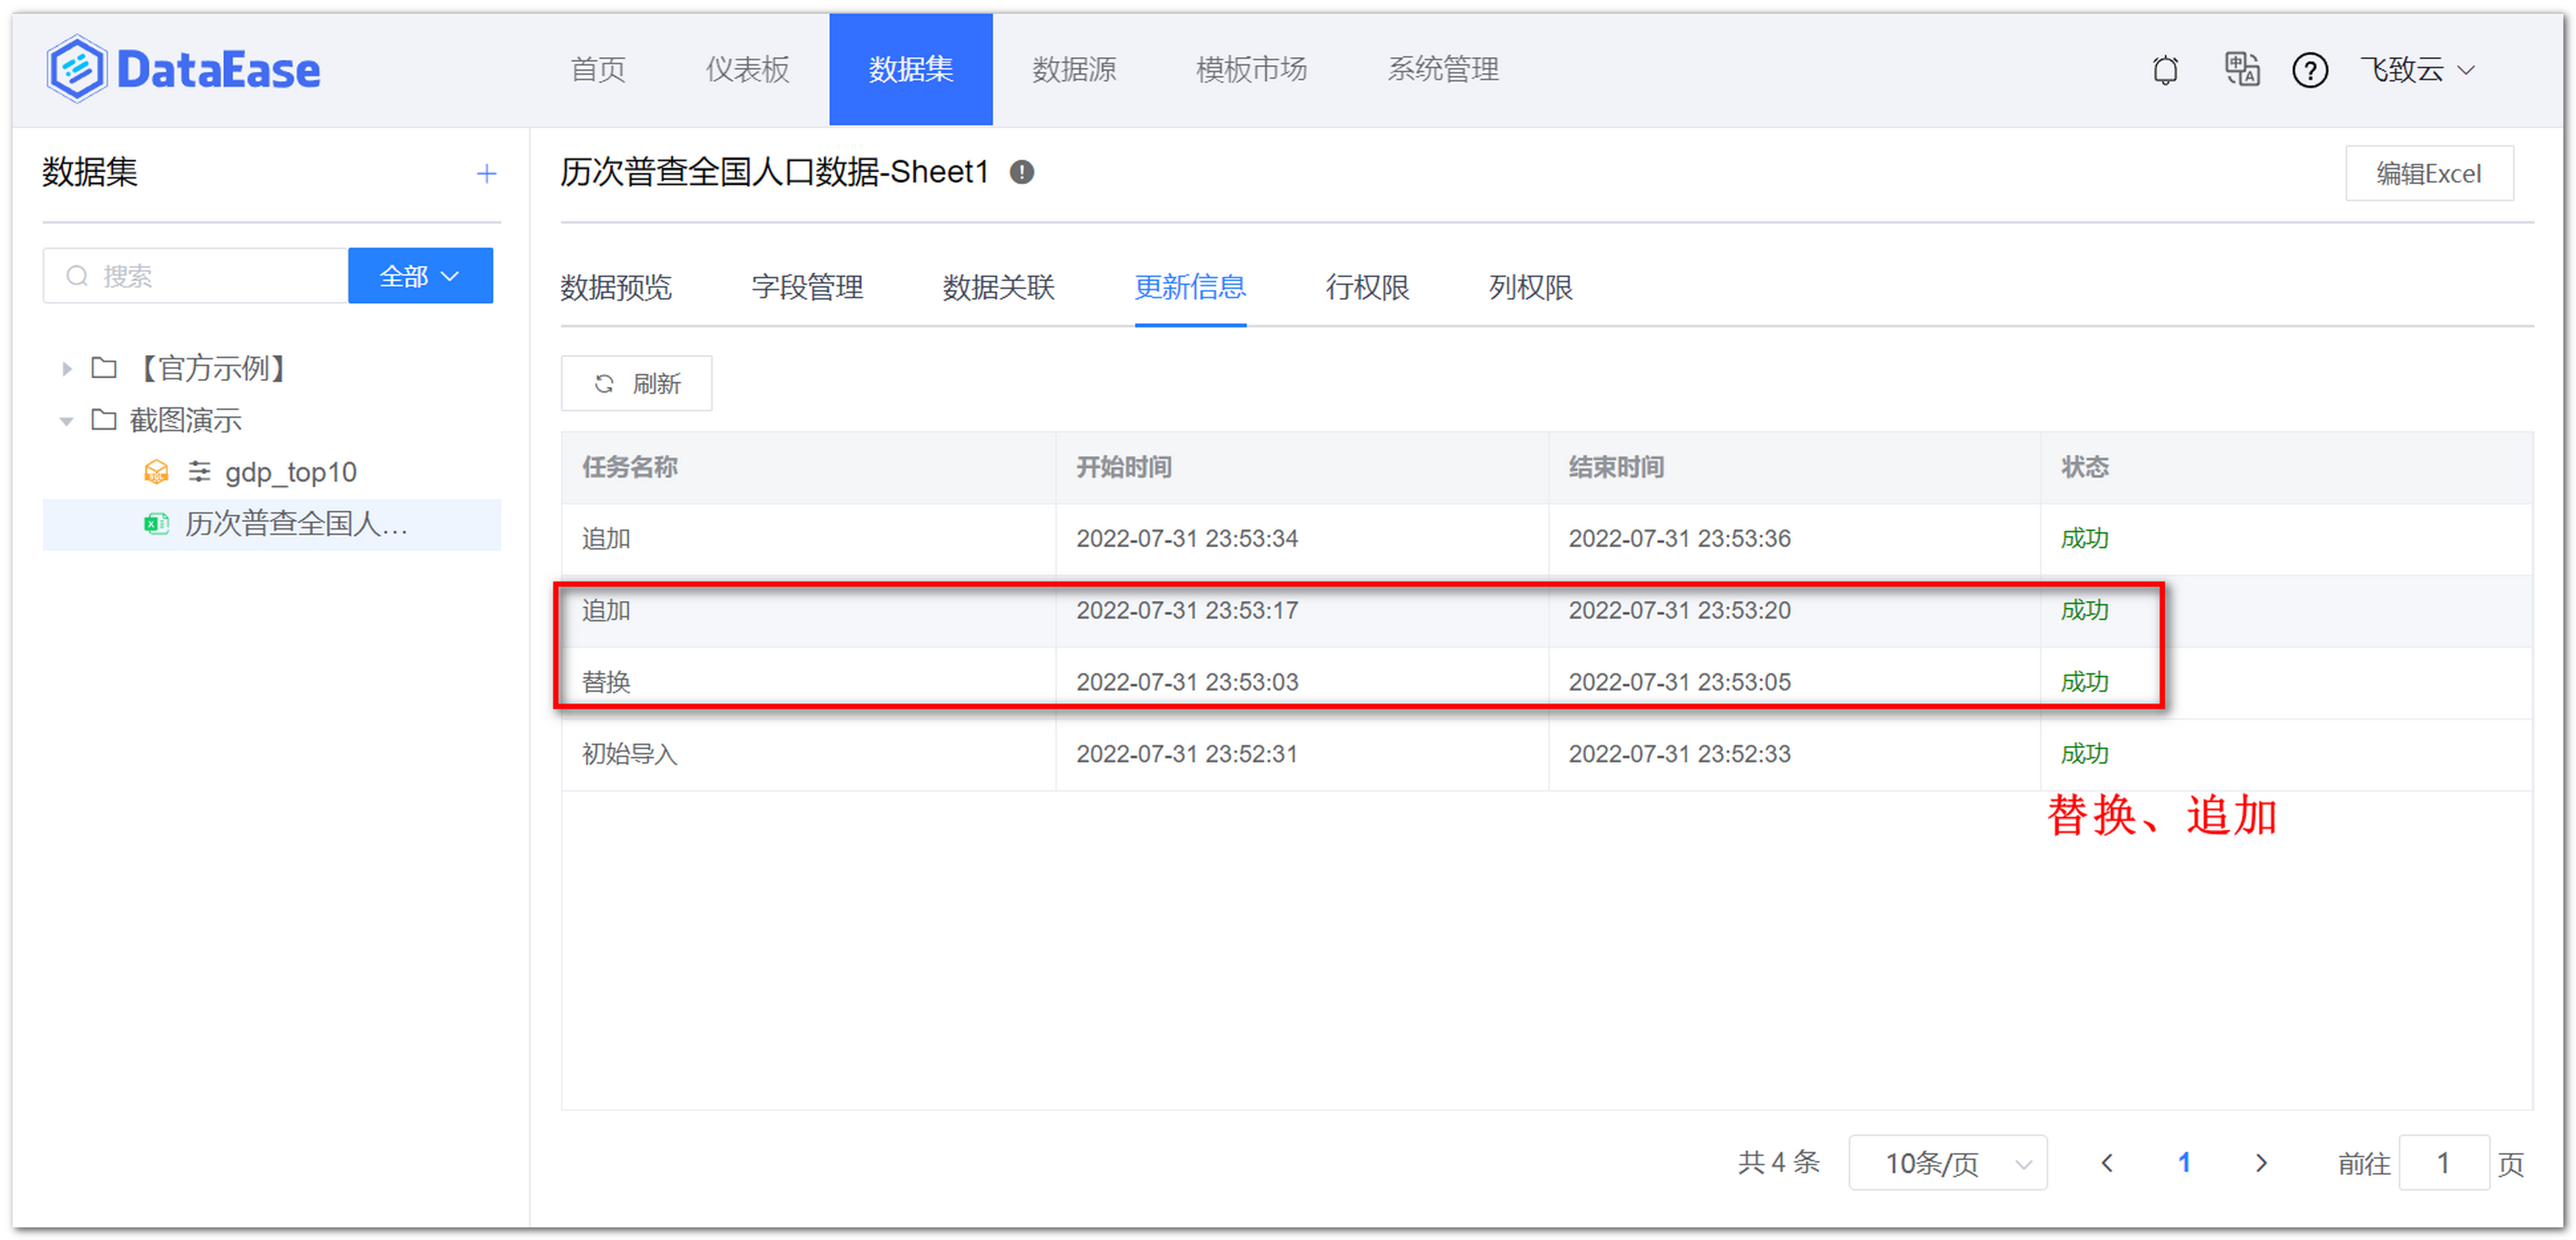 DataEase 首页 仪表板 数据集 数据源 模板市场 系统管理 中 A ? 飞致云
数据集 +
历次普查全国人口数据-Sheet1 ! 编辑Excel
搜索 全部
数据预览 字段管理 数据关联 更新信息 行权限 列权限
【官方示例】
刷新
截图演示
gdp_top10
历次普查全国人...
任务名称 开始时间 结束时间 状态
追加 2022-07-31 23:53:34 2022-07-31 23:53:36 成功
追加 2022-07-31 23:53:17 2022-07-31 23:53:20 成功
替换 2022-07-31 23:53:03 2022-07-31 23:53:05 成功
初始导入 2022-07-31 23:52:31 2022-07-31 23:52:33 成功
替换、追加
共 4 条 10条/页 < 1 > 前往 1 页